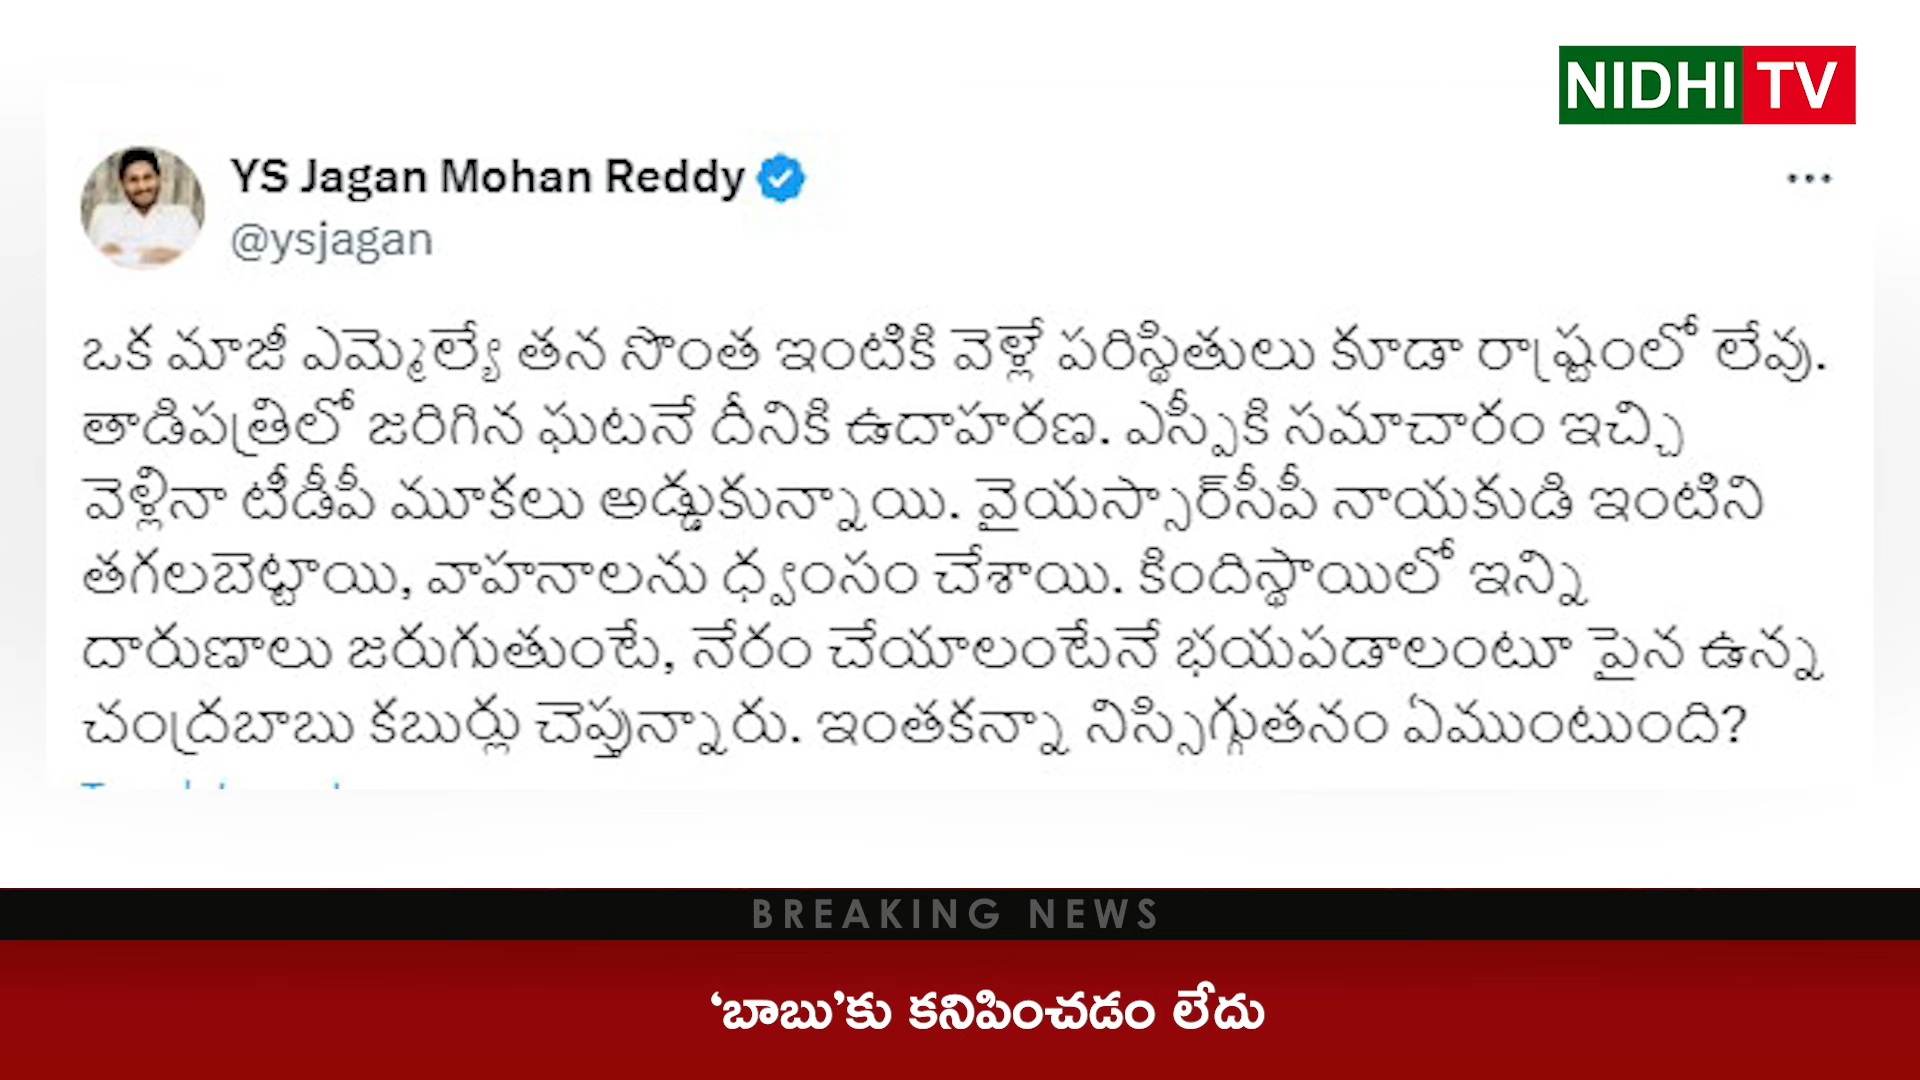 NIDHI TV
YS Jagan Mohan Reddy
@ysjagan
ఒక మాజీ ఎమ్మెల్యే తన సొంత ఇంటికి వెళ్లే పరిస్థితులు కూడా రాష్ట్రంలో లేవు.
తాడిపత్రిలో జరిగిన ఘటనే దీనికి ఉదాహరణ. ఎస్పీకి సమాచారం ఇచ్చి
వెళ్లినా టీడీపీ మూకలు అడ్డుకున్నాయి. వైయస్సార్‌సీపీ నాయకుడి ఇంటిని
తగలబెట్టాయి, వాహనాలను ధ్వంసం చేశాయి. కిందిస్థాయిలో ఇన్ని
దారుణాలు జరుగుతుంటే, నేరం చేయాలంటేనే భయపడాలంటూ పైన ఉన్న
చంద్రబాబు కబుర్లు చెప్తున్నారు. ఇంతకన్నా నిస్సిగ్గుతనం ఏముంటుంది?
BREAKING NEWS
‘బాబు’కు కనిపించడం లేదు